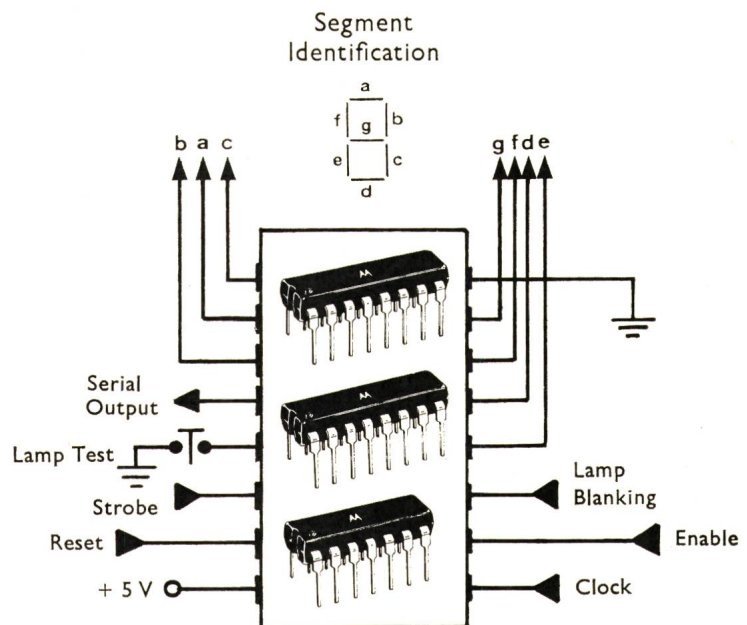 Segment
Identification
a
f g b
e c
d
b a c
g f d e
Serial
Output
Lamp Test
Strobe
Reset
+ 5 V
Lamp
Blanking
Enable
Clock